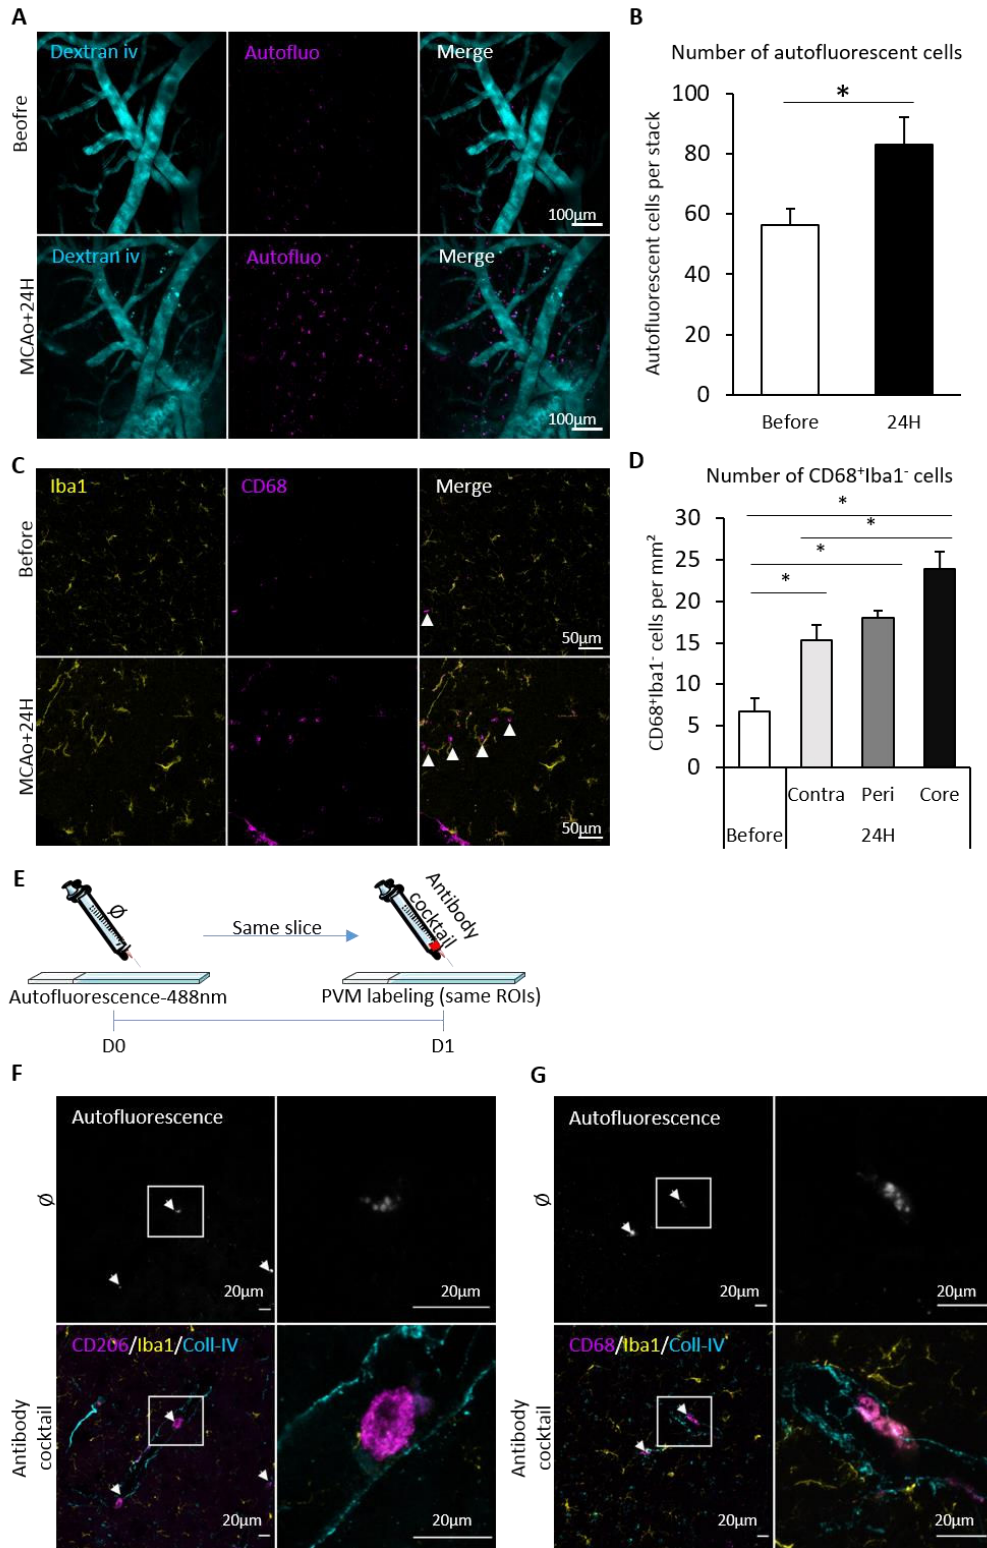 A
Dextran iv
Autofluo
Merge
Beofre
100µm
Dextran iv
Autofluo
Merge
MCAo+24H
100µm
B
Number of autofluorescent cells
Autofluorescent cells per stack
100
80
60
40
20
0
*
Before
24H
C
Iba1
CD68
Merge
Before
50µm
MCAo+24H
50µm
D
Number of CD68⁺Iba1⁻ cells
CD68⁺Iba1⁻ cells per mm²
30
25
20
15
10
5
0
*
*
*
*
Contra
Peri
Core
Before
24H
E
Ø
Same slice
Antibody
cocktail
Autofluorescence-488nm
PVM labeling (same ROIs)
D0
D1
F
Autofluorescence
Ø
20µm
20µm
CD206/Iba1/Coll-IV
Antibody
cocktail
20µm
20µm
G
Autofluorescence
Ø
20µm
20µm
CD68/Iba1/Coll-IV
Antibody
cocktail
20µm
20µm